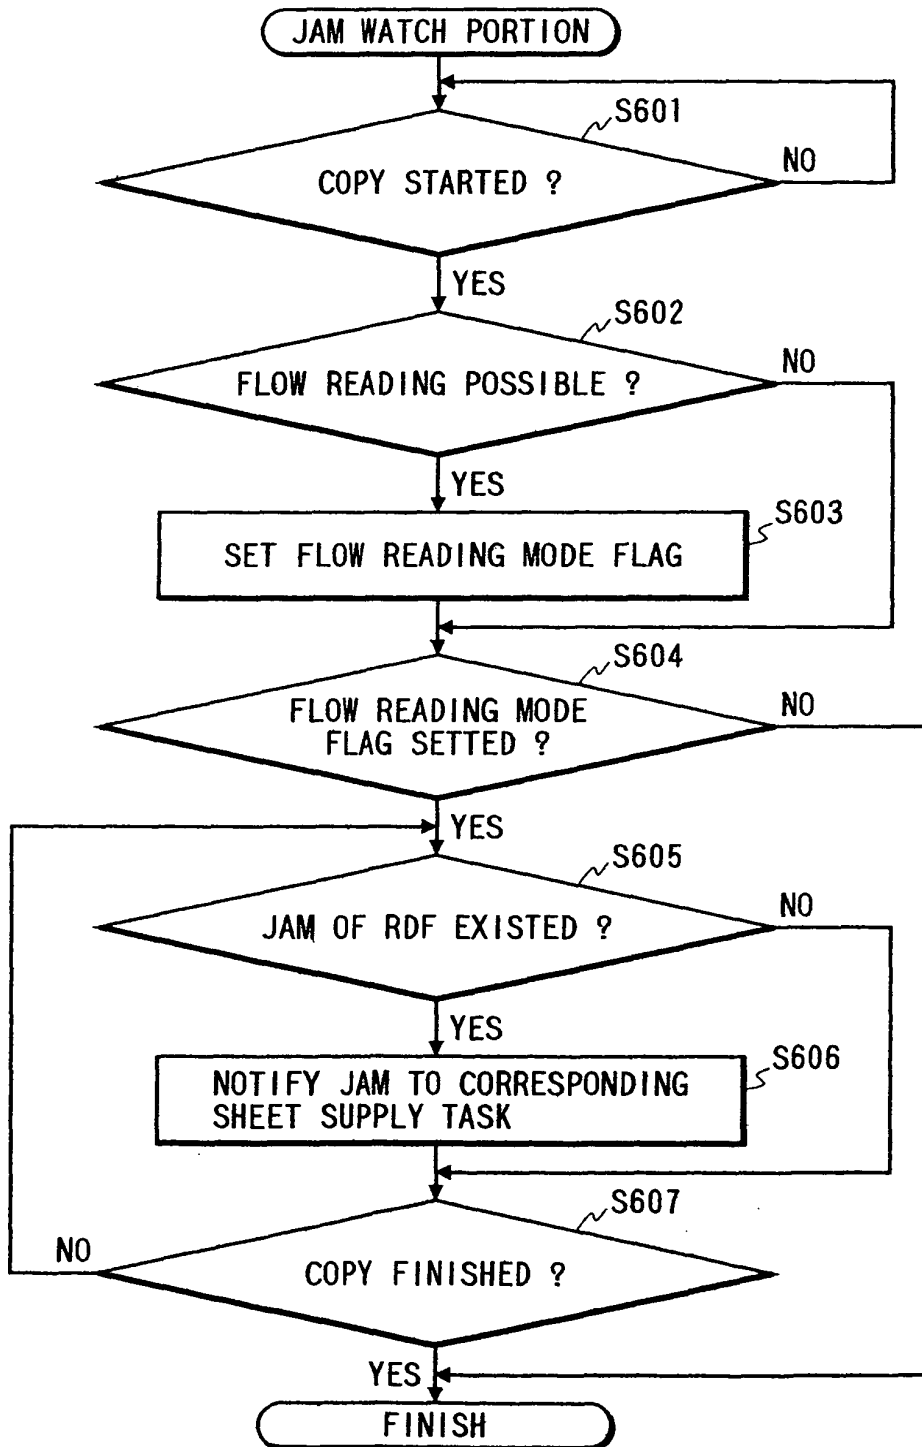 JAM WATCH PORTION
S601
COPY STARTED ?
NO
YES
S602
FLOW READING POSSIBLE ?
NO
YES
S603
SET FLOW READING MODE FLAG
S604
FLOW READING MODE
FLAG SETTED ?
NO
YES
S605
JAM OF RDF EXISTED ?
NO
YES
S606
NOTIFY JAM TO CORRESPONDING
SHEET SUPPLY TASK
S607
COPY FINISHED ?
NO
YES
FINISH